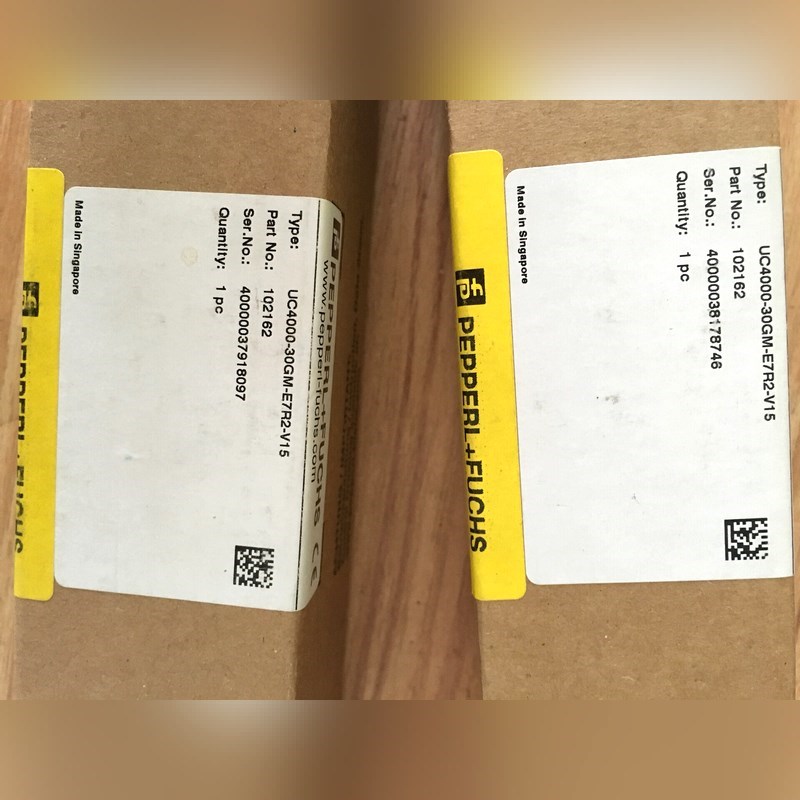 Type: UC4000-30GM-E7R2-V15
Part No.: 102162
Ser.No.: 40000037918097
Quantity: 1 pc
Made in Singapore
PEPPERL+FUCHS
www.pepperl-fuchs.com
PEPPERL+FUCHS
Type: UC4000-30GM-E7R2-V15
Part No.: 102162
Ser.No.: 40000038178746
Quantity: 1 pc
Made in Singapore
PEPPERL+FUCHS